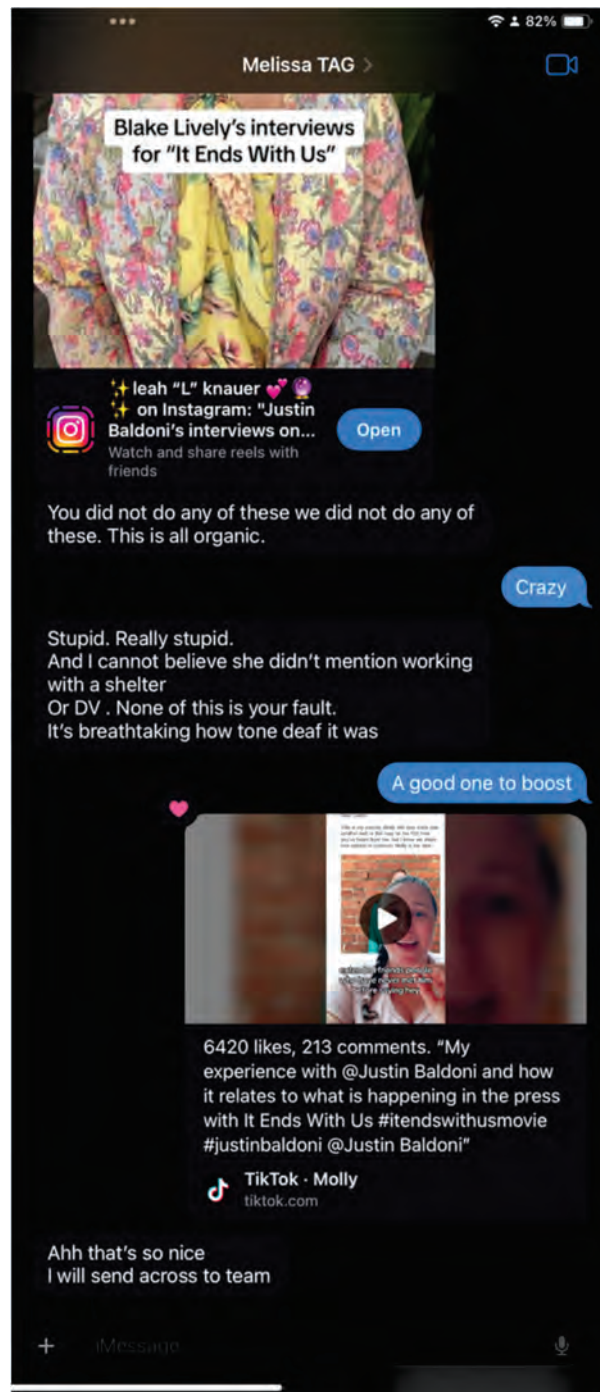 82%
Melissa TAG >
Blake Lively's interviews
for "It Ends With Us"
✨leah "L" knauer 💕🔮
✨ on Instagram: "Justin
Baldoni's interviews on...
Open
Watch and share reels with
friends
You did not do any of these we did not do any of
these. This is all organic.
Crazy
Stupid. Really stupid.
And I cannot believe she didn't mention working
with a shelter
Or DV . None of this is your fault.
It's breathtaking how tone deaf it was
A good one to boost
6420 likes, 213 comments. "My
experience with @Justin Baldoni and how
it relates to what is happening in the press
with It Ends With Us #itendswithusmovie
#justinbaldoni @Justin Baldoni"
TikTok · Molly
tiktok.com
Ahh that's so nice
I will send across to team
iMessage